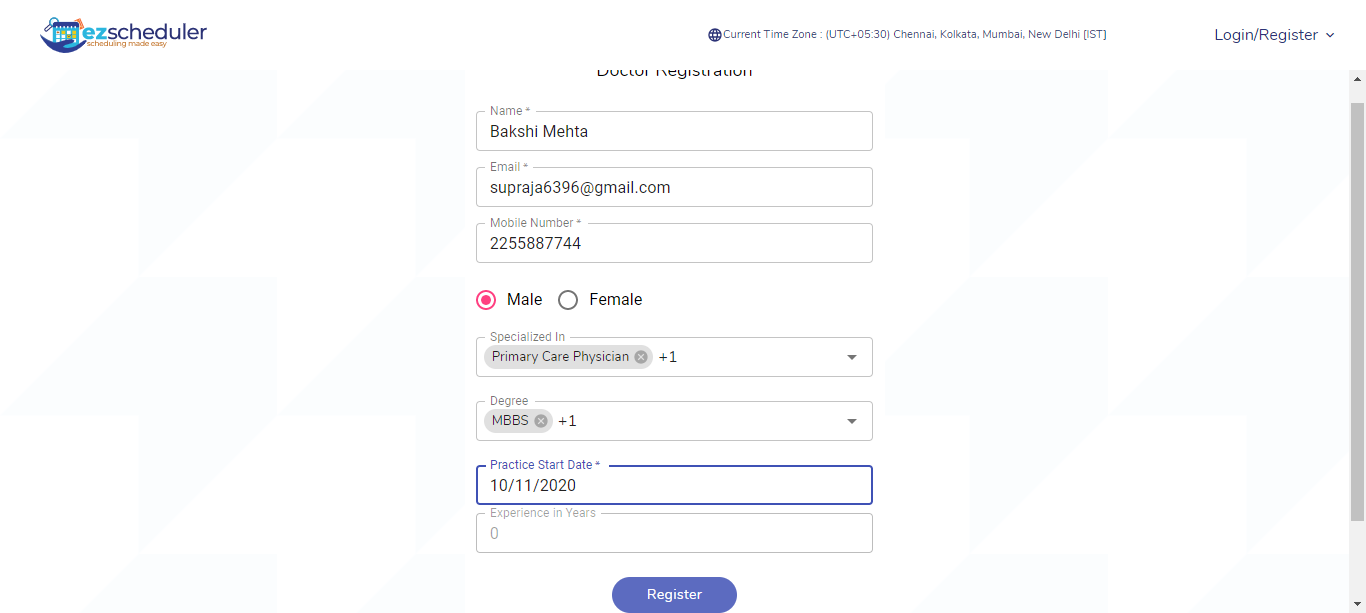 ezscheduler
scheduling made easy
Current Time Zone : (UTC+05:30) Chennai, Kolkata, Mumbai, New Delhi [IST]
Login/Register
Doctor Registration
Name *
Bakshi Mehta
Email *
supraja6396@gmail.com
Mobile Number *
2255887744
Male Female
Specialized In
Primary Care Physician +1
Degree
MBBS +1
Practice Start Date *
10/11/2020
Experience in Years
0
Register